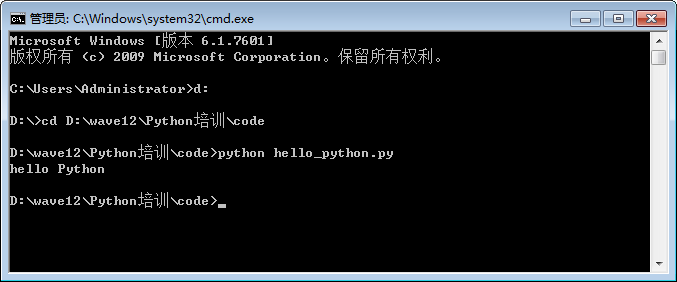 管理员: C:\Windows\system32\cmd.exe
Microsoft Windows [版本 6.1.7601]
版权所有 (c) 2009 Microsoft Corporation。保留所有权利。
C:\Users\Administrator>d:
D:\>cd D:\wave12\Python培训\code
D:\wave12\Python培训\code>python hello_python.py
hello Python
D:\wave12\Python培训\code>